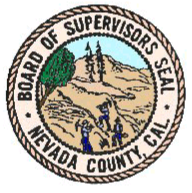 BOARD OF SUPERVISORS SEAL
NEVADA COUNTY, CAL.